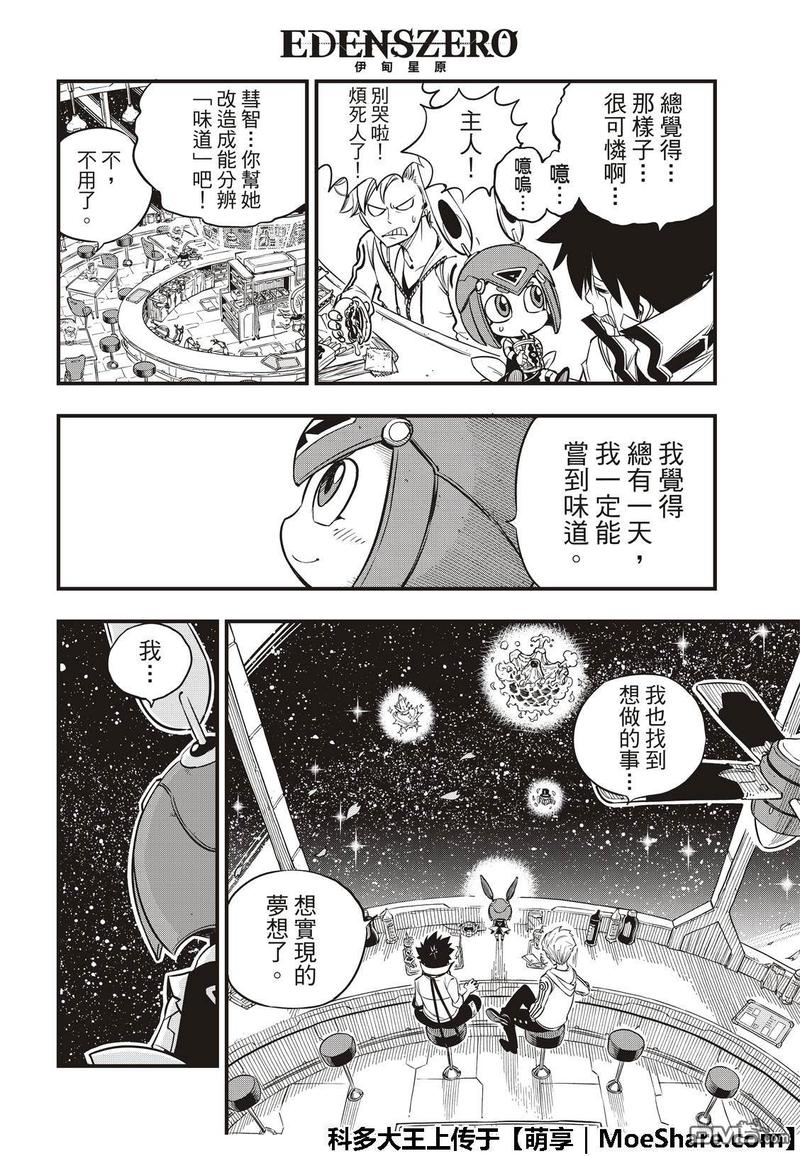 EDENSZERO
伊甸星原
總覺得⋯
那樣子⋯
很可憐啊⋯
噫⋯
噫嗚⋯
主人！
別哭啦！
煩死人了！
彗智⋯你幫她
改造成能分辨
「味道」吧！
不，
不用了。
我覺得
總有一天，
我一定能
嘗到味道。
我也找到
想做的事⋯
想實現的
夢想了。
我⋯
科多大王上传于【萌享｜MoeShare.com】